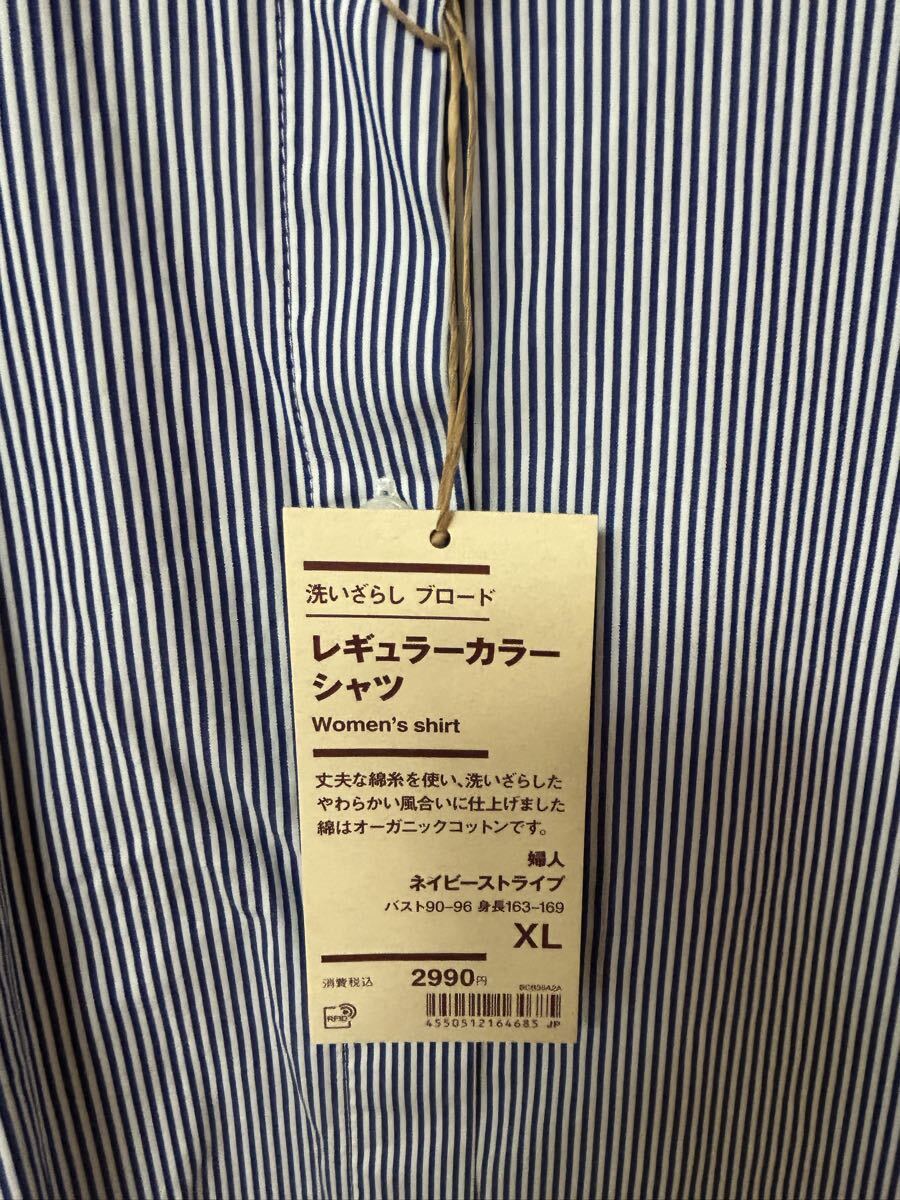 洗いざらし ブロード
レギュラーカラー
シャツ
Women's shirt
丈夫な綿糸を使い、洗いざらした
やわらかい風合いに仕上げました
綿はオーガニックコットンです。
婦人
ネイビーストライプ
バスト90-96 身長163-169
XL
消費税込 2990円
RFID
4550512164683 JP